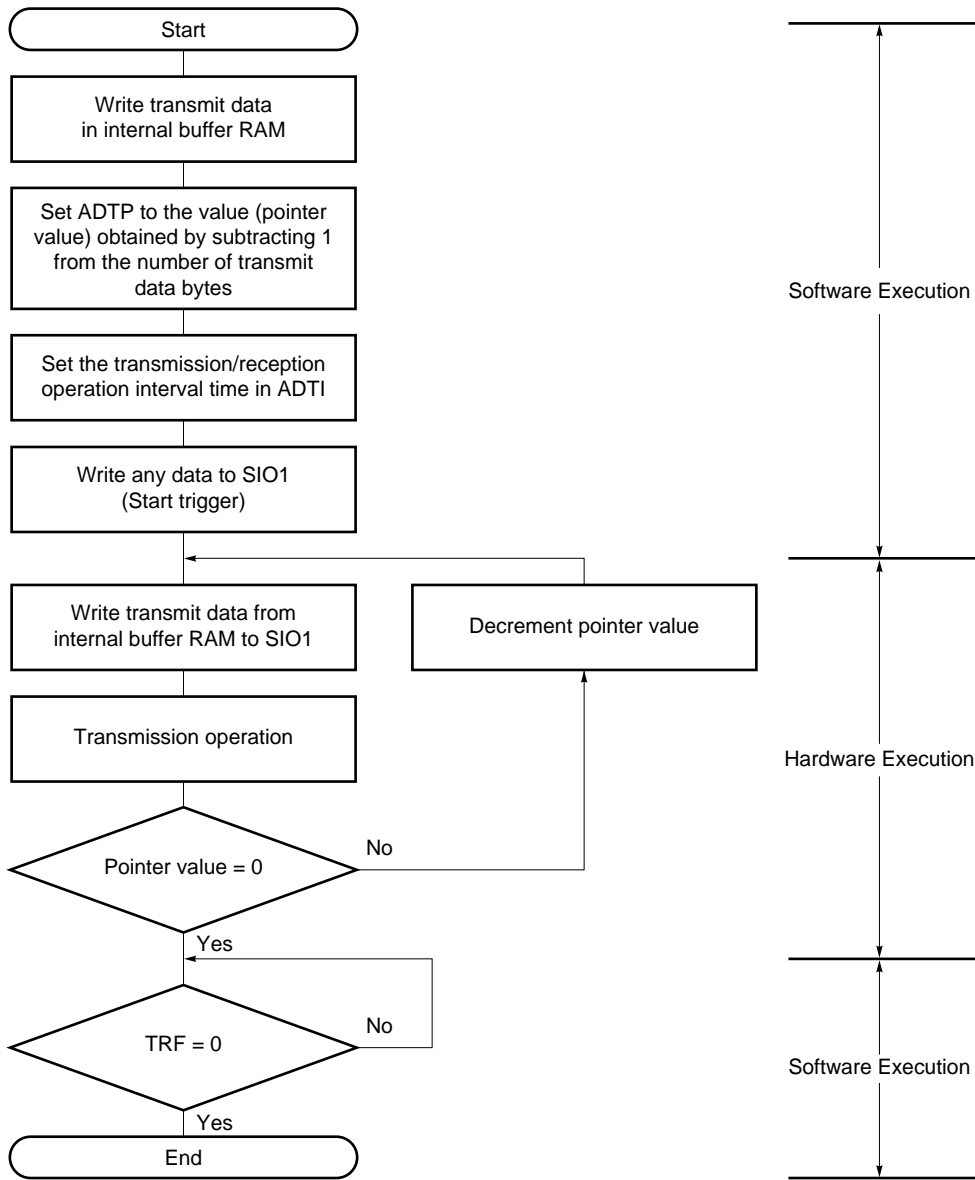 Start
Write transmit data
in internal buffer RAM
Set ADTP to the value (pointer
value) obtained by subtracting 1
from the number of transmit
data bytes
Software Execution
Set the transmission/reception
operation interval time in ADTI
Write any data to SIO1
(Start trigger)
Write transmit data from
internal buffer RAM to SIO1
Decrement pointer value
Transmission operation
Hardware Execution
Pointer value = 0
No
Yes
TRF = 0
No
Software Execution
Yes
End